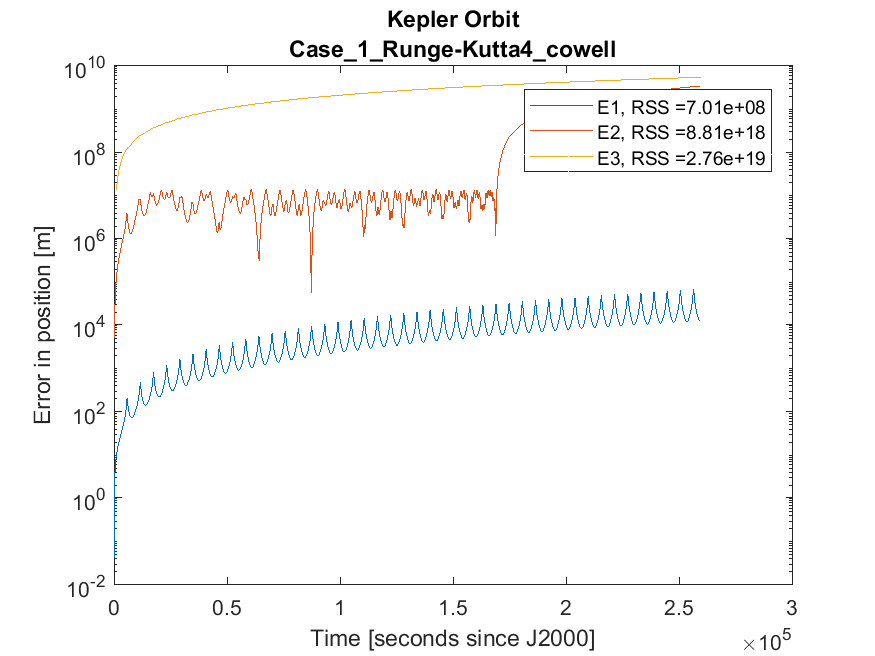 Kepler Orbit
Case_1_Runge-Kutta4_cowell
10^10
10^8
10^6
10^4
10^2
10^0
10^-2
Error in position [m]
E1, RSS =7.01e+08
E2, RSS =8.81e+18
E3, RSS =2.76e+19
0 0.5 1 1.5 2 2.5 3
Time [seconds since J2000]
×10^5